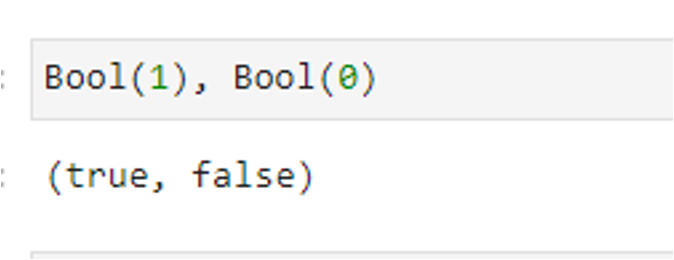 Bool(1), Bool(0)
(true, false)